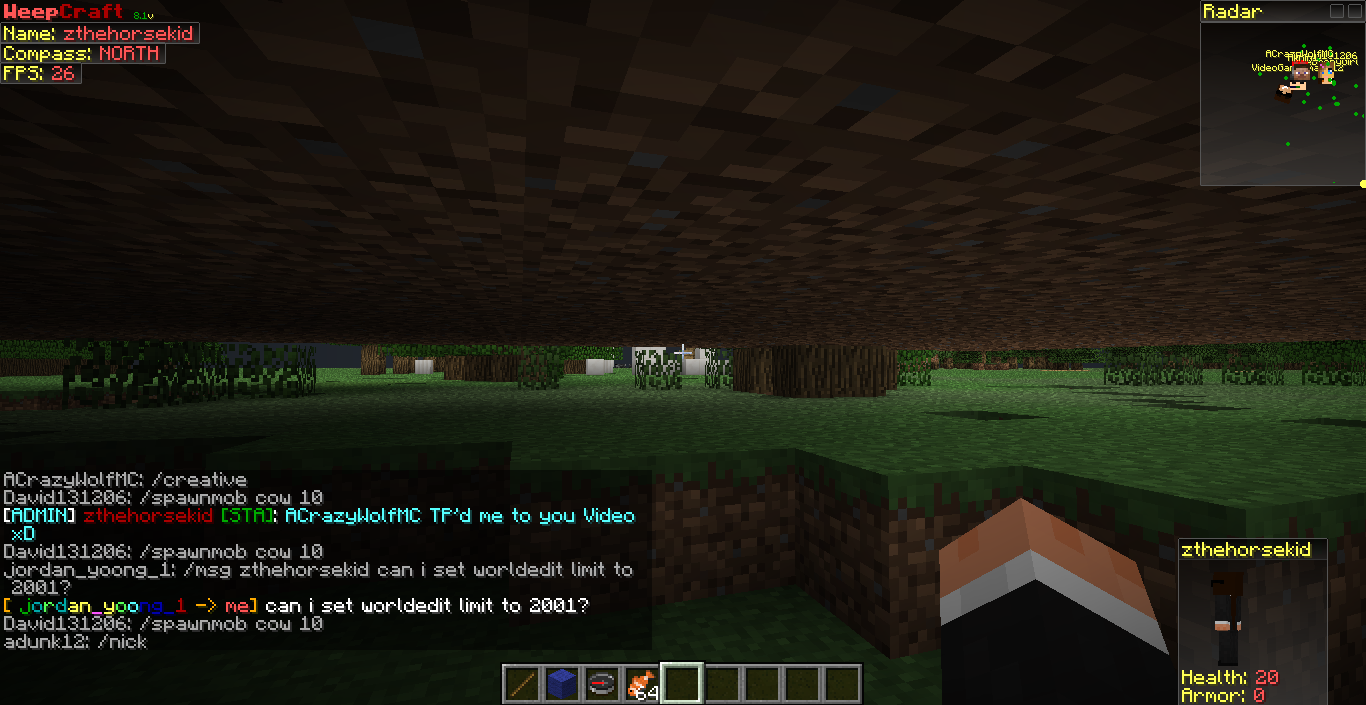 WeepCraft 8.1v
Name: zthehorsekid
Compass: NORTH
FPS: 26
Radar
ACrazyWolfMC
ACrazyWolfMC: /creative
David131206: /spawnmob cow 10
[ADMIN] zthehorsekid [STA]: ACrazyWolfMC TP'd me to you Video
xD
David131206: /spawnmob cow 10
jordan_yoong_1: /msg zthehorsekid can i set worldedit limit to
2001?
[ jordan_yoong_1 -> me] can i set worldedit limit to 2001?
David131206: /spawnmob cow 10
adunk12: /nick
64
zthehorsekid
Health: 20
Armor: 0